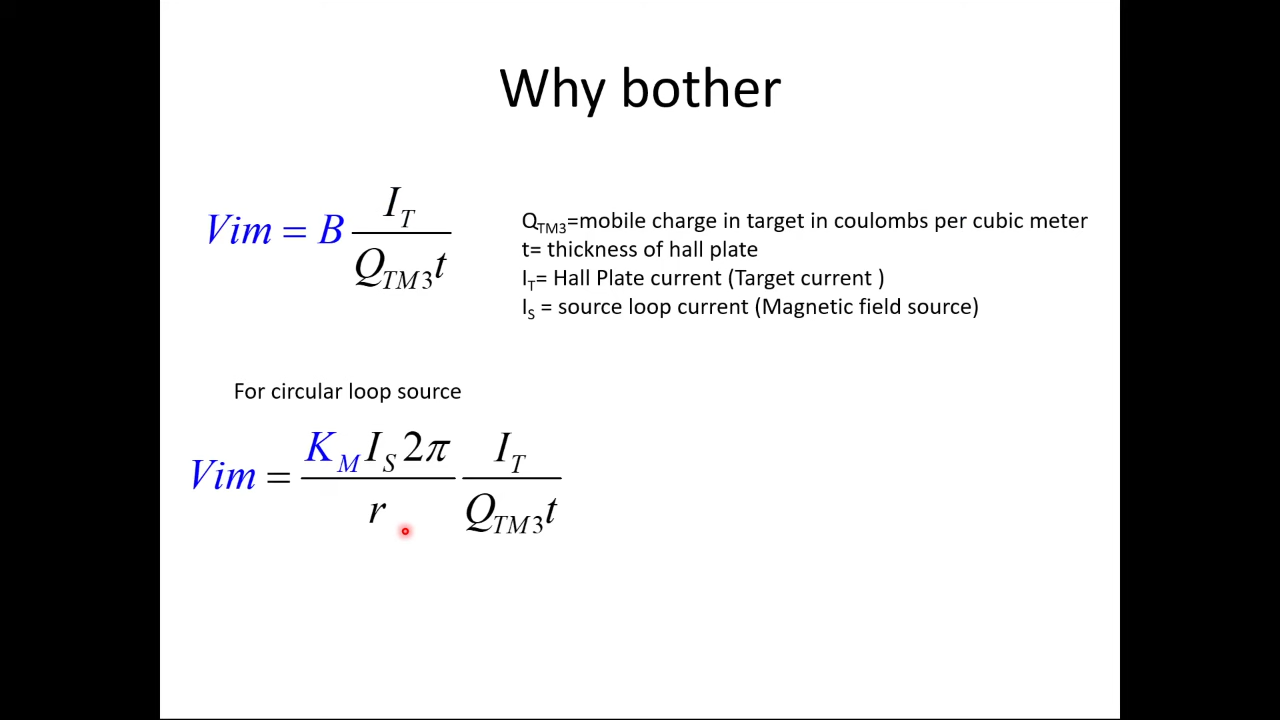 Why bother
Vim = B I_T / Q_TM3 t
Q_TM3=mobile charge in target in coulombs per cubic meter
t= thickness of hall plate
I_T= Hall Plate current (Target current )
I_S = source loop current (Magnetic field source)
For circular loop source
Vim = K_M I_S 2π / r I_T / Q_TM3 t